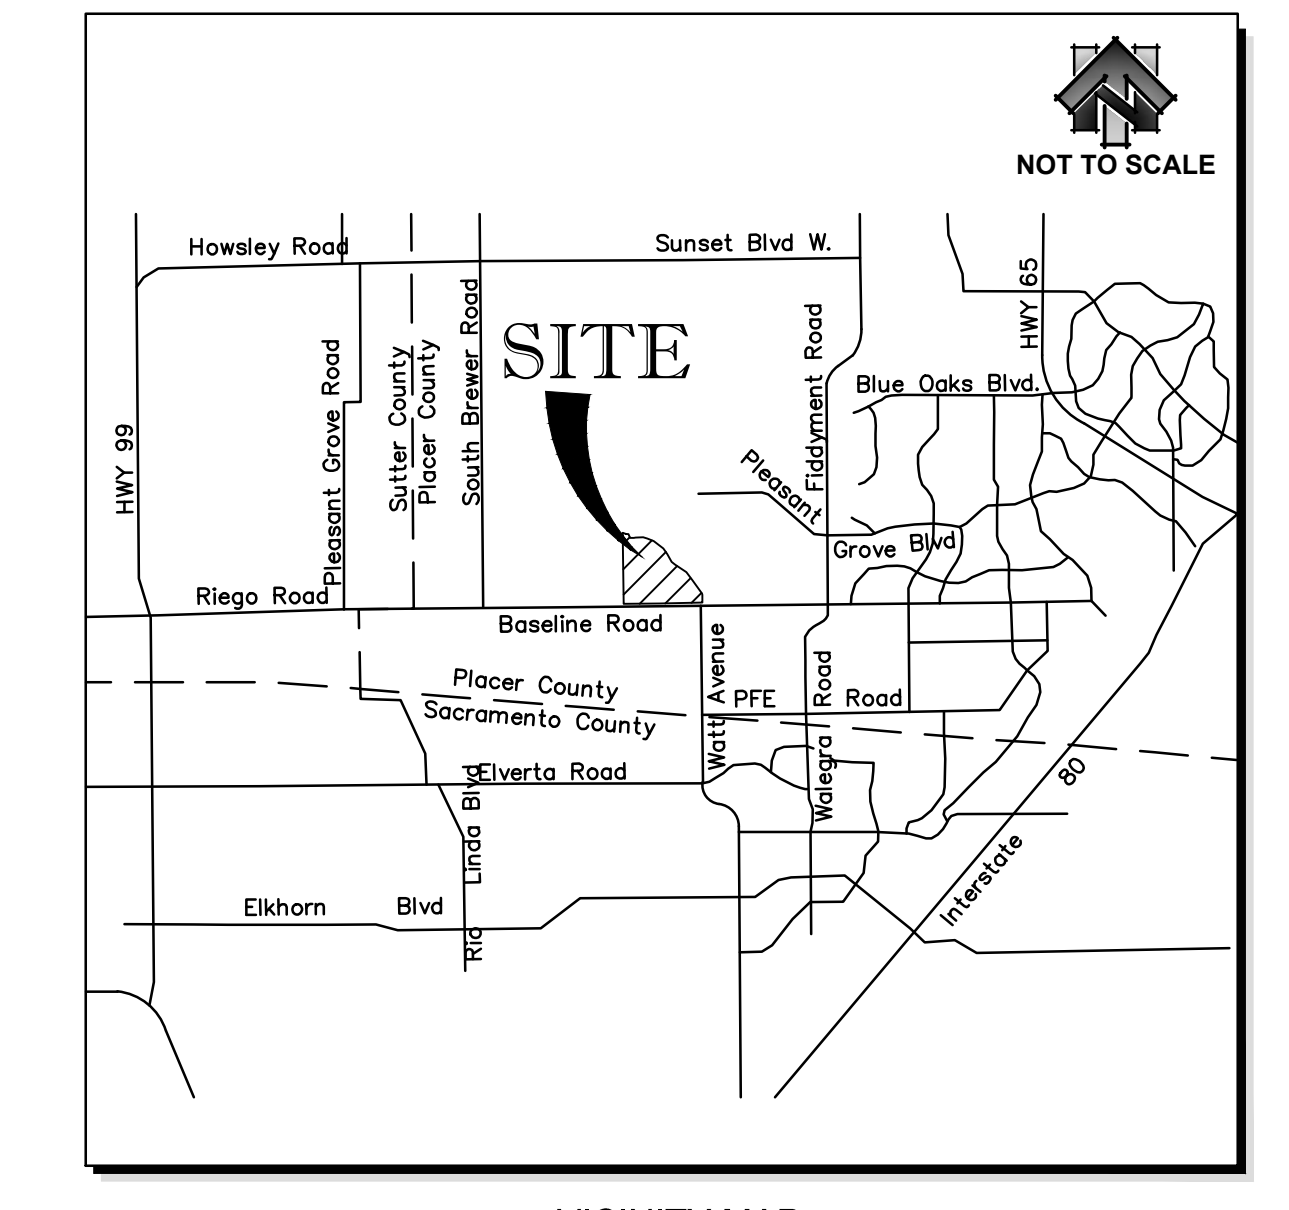 NOT TO SCALE
Howsley Road
Sunset Blvd W.
HWY 65
SITE
Fiddyment Road
South Brewer Road
Pleasant Grove Road
Sutter County
Placer County
Blue Oaks Blvd.
HWY 99
Pleasant
Grove Blvd
Riego Road
Baseline Road
Watt Avenue
Walegra Road
Placer County
PFE Road
Sacramento County
Elverta Road
80
Interstate
Rio Linda Blvd
Elkhorn Blvd